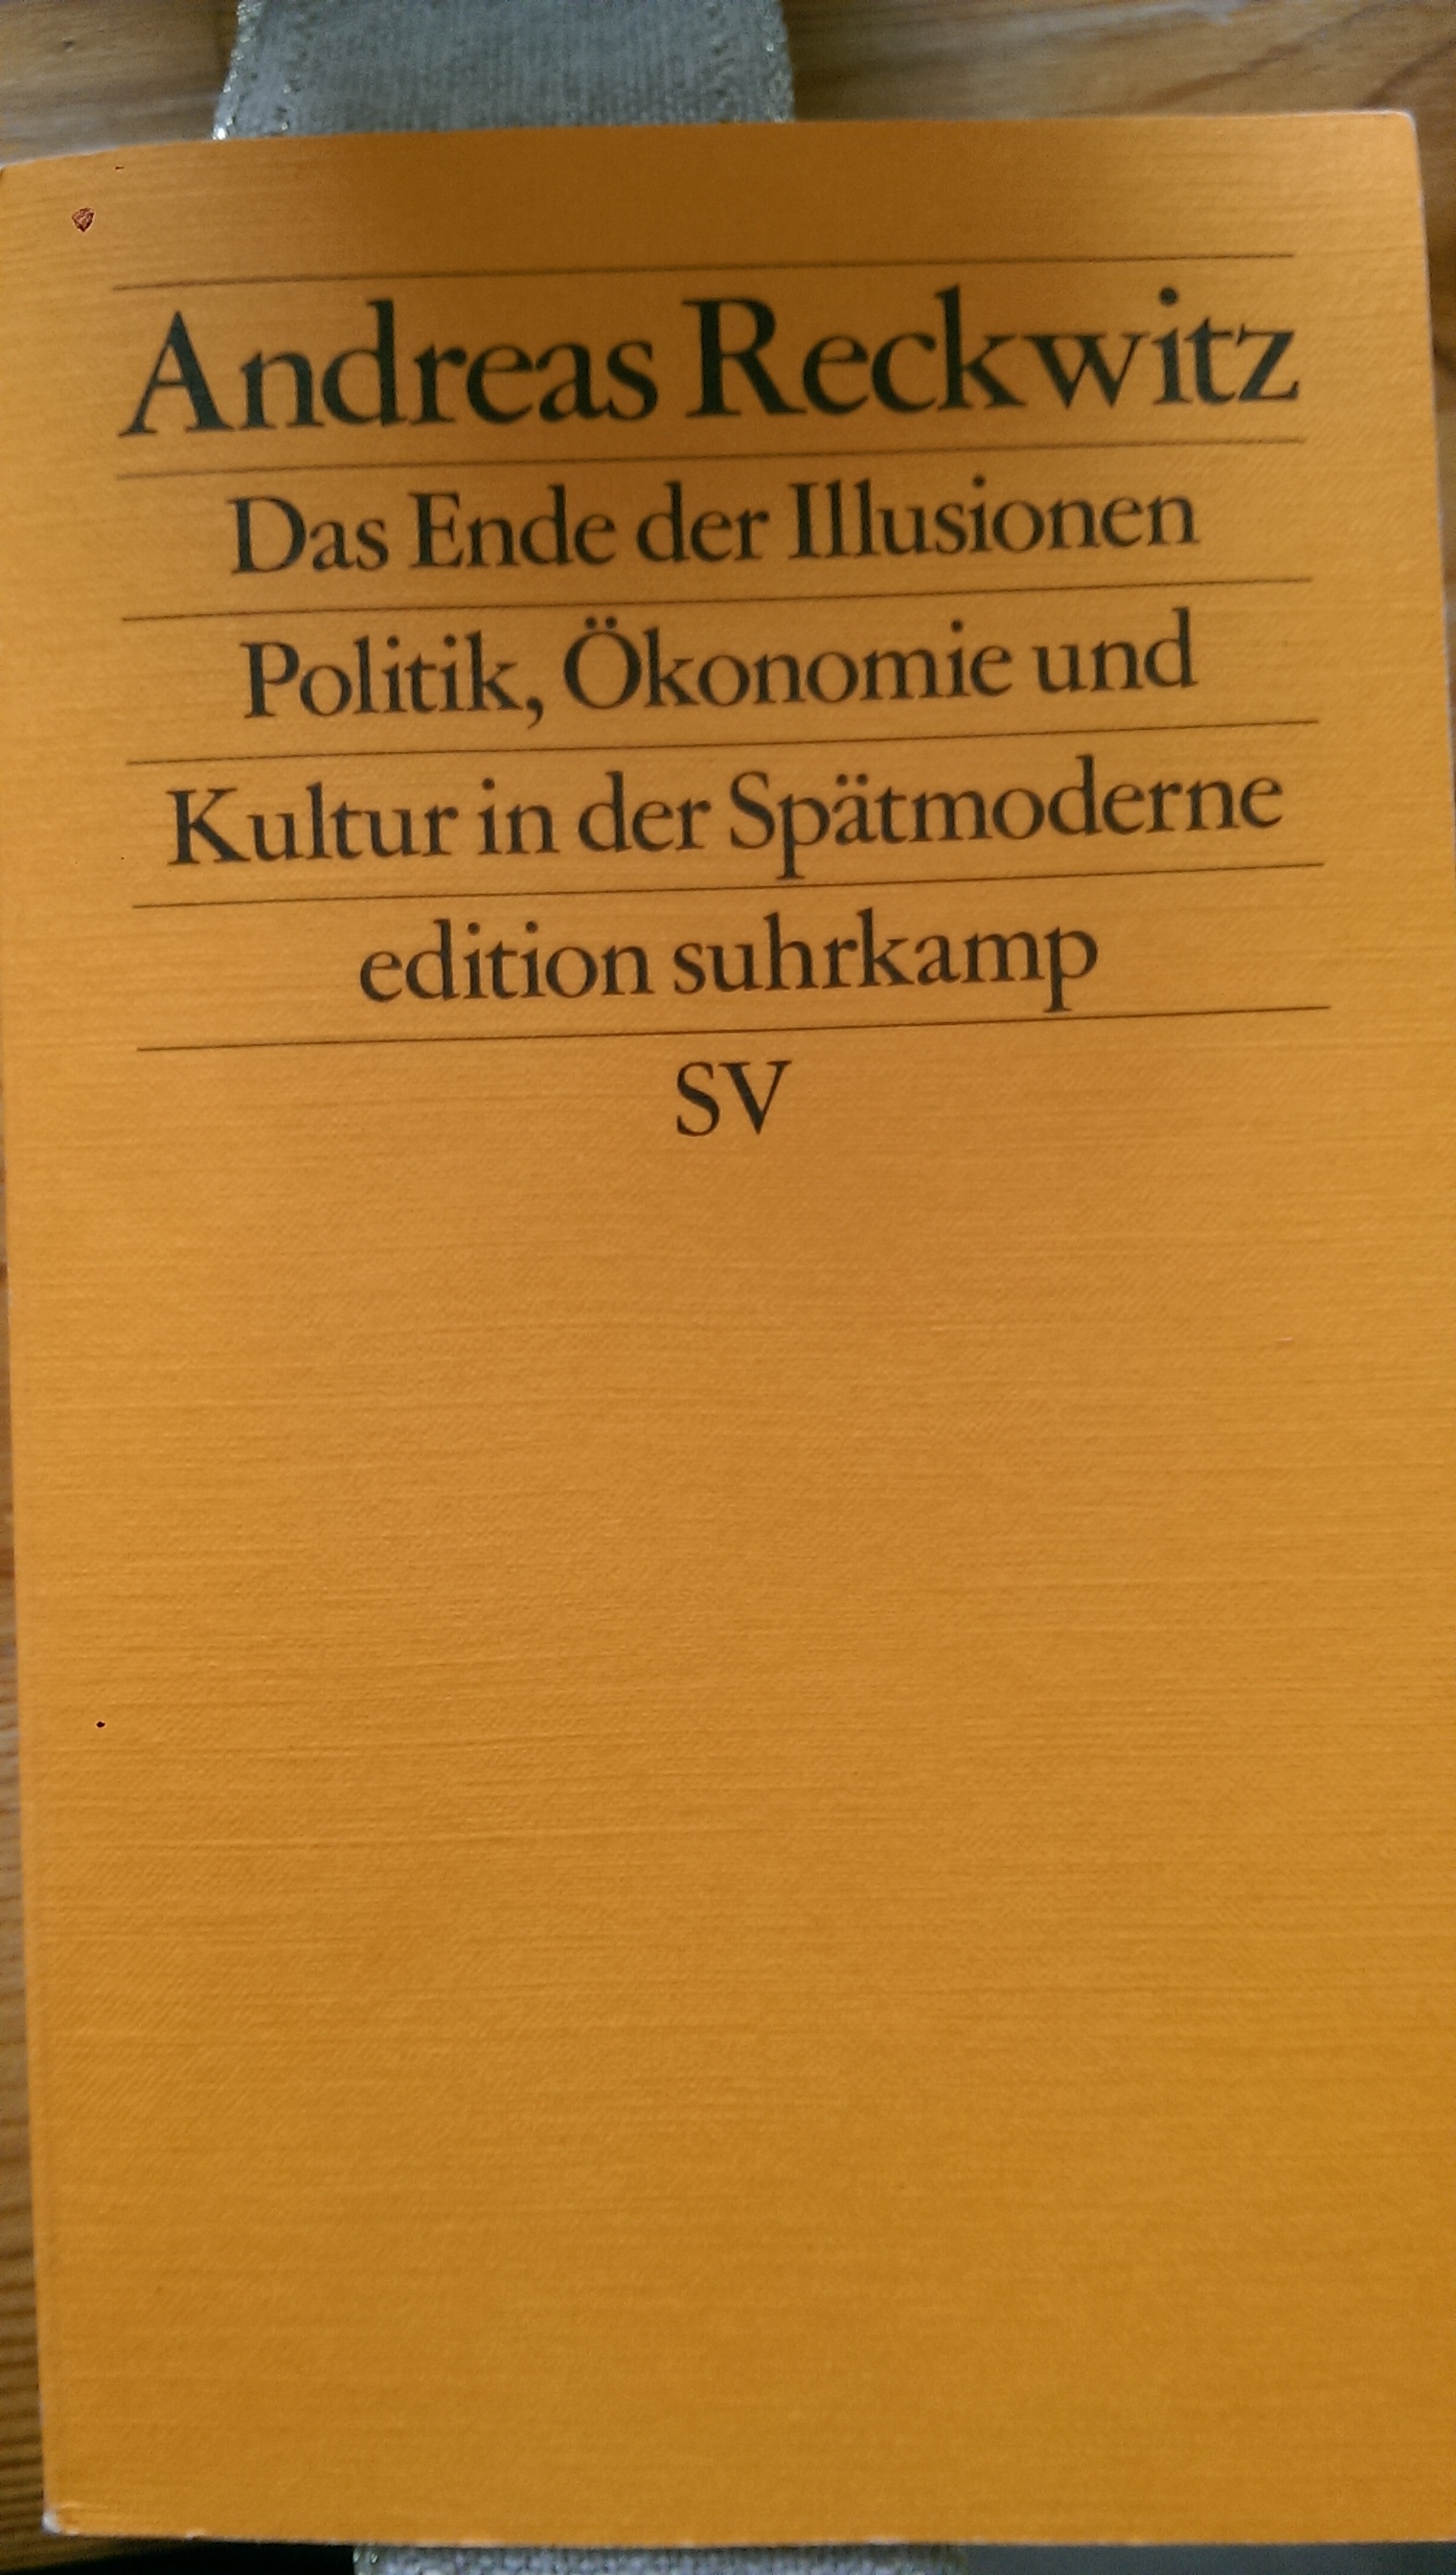 Andreas Reckwitz
Das Ende der Illusionen
Politik, Ökonomie und
Kultur in der Spätmoderne
edition suhrkamp
SV